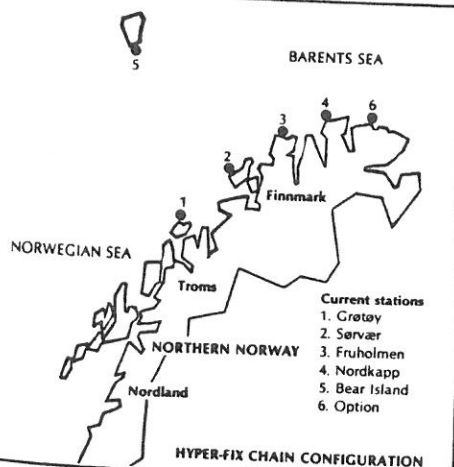 5
BARENTS SEA
4
6
3
2
Finnmark
1
NORWEGIAN SEA
Troms
Current stations
1. Grøtøy
2. Sørvær
3. Fruholmen
4. Nordkapp
5. Bear Island
6. Option
NORTHERN NORWAY
Nordland
HYPER-FIX CHAIN CONFIGURATION